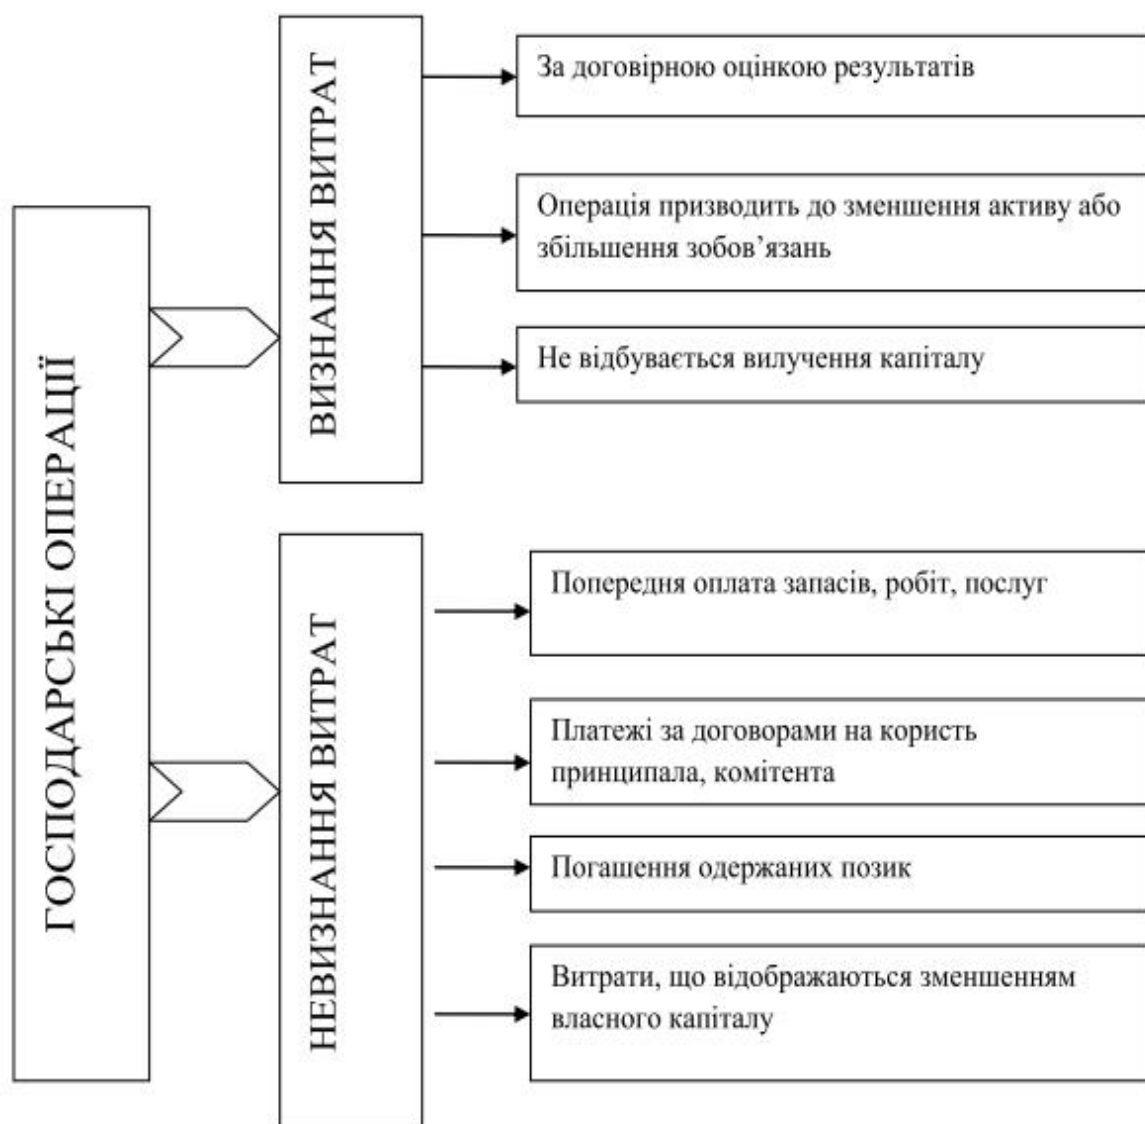 ГОСПОДАРСЬКІ ОПЕРАЦІЇ
ВИЗНАННЯ ВИТРАТ
За договірною оцінкою результатів
Операція призводить до зменшення активу або
збільшення зобов’язань
Не відбувається вилучення капіталу
НЕВИЗНАННЯ ВИТРАТ
Попередня оплата запасів, робіт, послуг
Платежі за договорами на користь
принципала, комітента
Погашення одержаних позик
Витрати, що відображаються зменшенням
власного капіталу